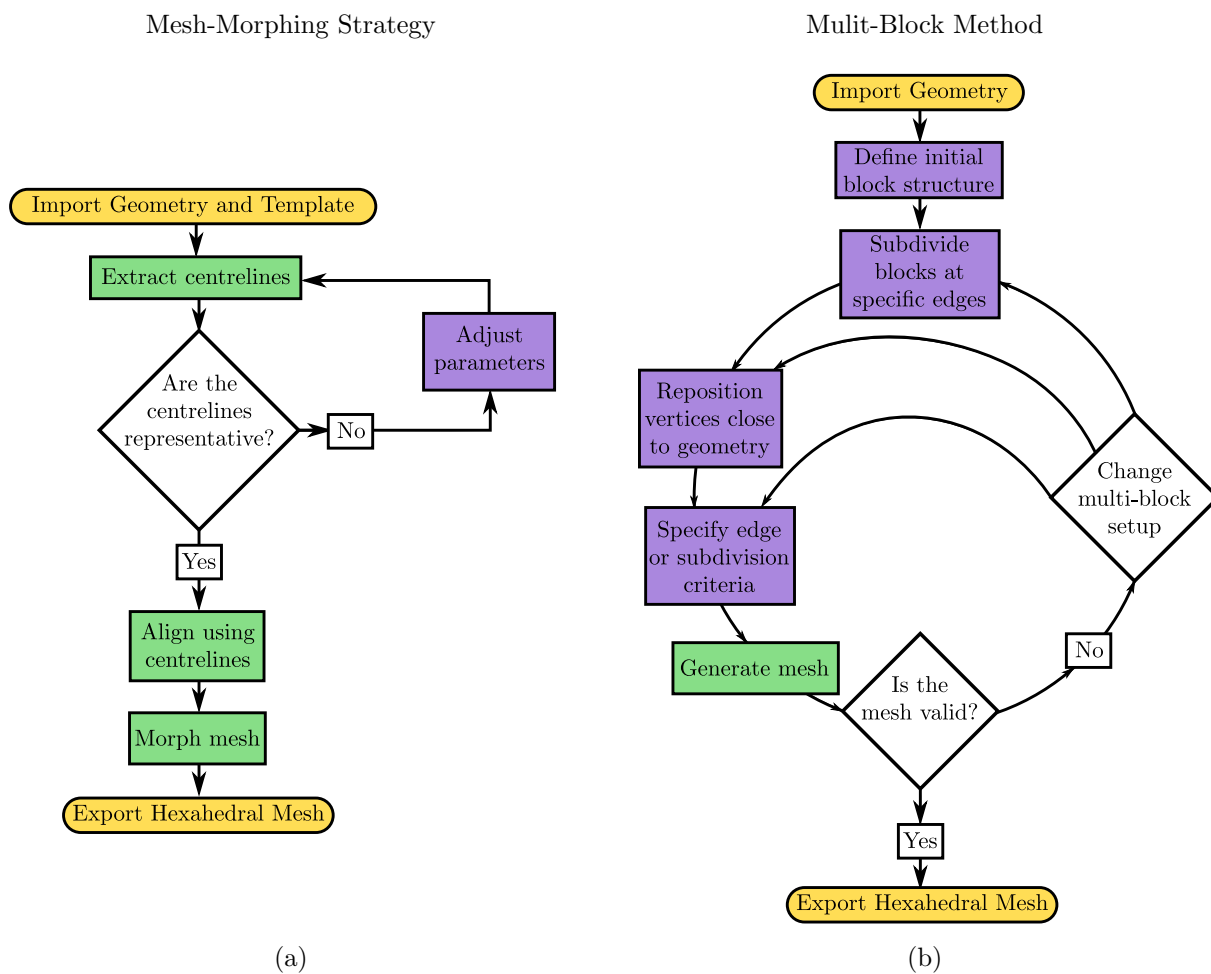 Mesh-Morphing Strategy
Import Geometry and Template
Extract centrelines
Adjust
parameters
Are the
centrelines
representative?
No
Yes
Align using
centrelines
Morph mesh
Export Hexahedral Mesh
(a)
Mulit-Block Method
Import Geometry
Define initial
block structure
Subdivide
blocks at
specific edges
Reposition
vertices close
to geometry
Specify edge
or subdivision
criteria
Generate mesh
Is the
mesh valid?
No
Change
multi-block
setup
Yes
Export Hexahedral Mesh
(b)